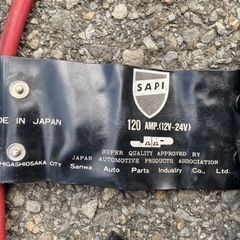 SAPI
DE IN JAPAN
120 AMP.(12V-24V)
SUPER QUALITY APPROVED BY
JAPAN AUTOMOTIVE PRODUCTS ASSOCIATION
HIGASHIOSAKA CITY Sanwa Auto Parts Industry Co., Ltd.